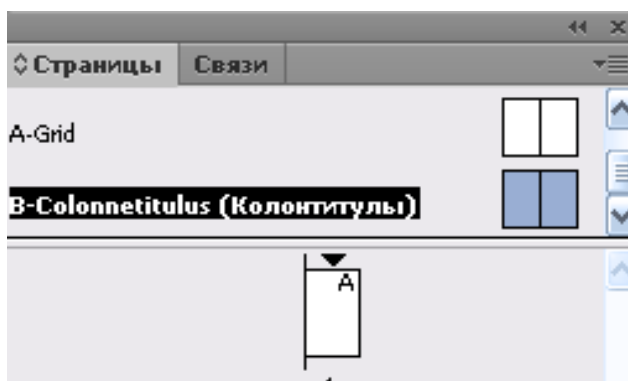 Страницы Связи
A-Grid
B-Colonnetitulus (Колонтитулы)
A